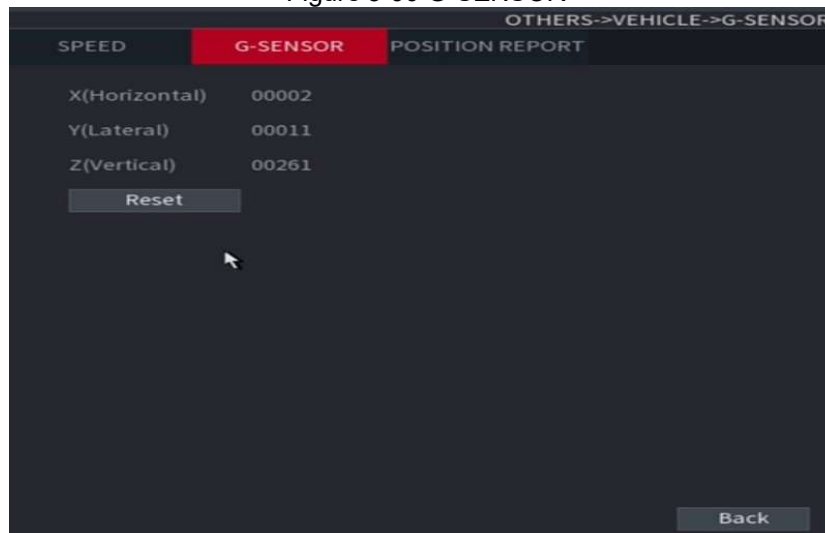 OTHERS->VEHICLE->G-SENSOR
SPEED G-SENSOR POSITION REPORT
X(Horizontal) 00002
Y(Lateral) 00011
Z(Vertical) 00261
Reset
Back